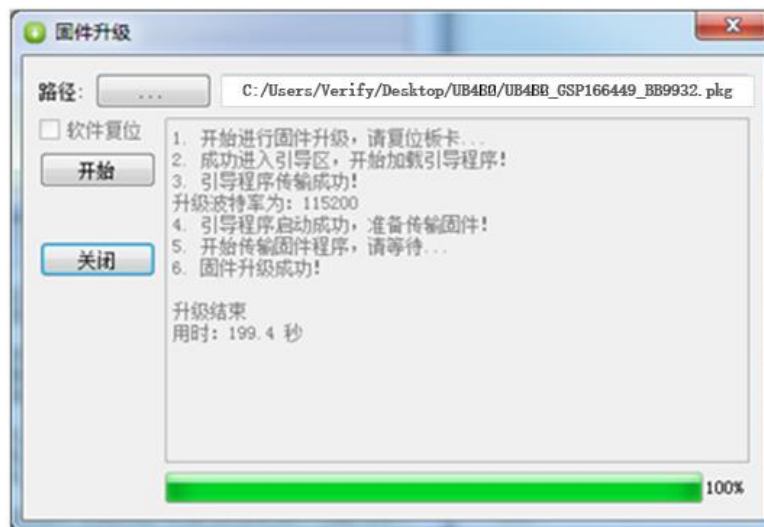 固件升级
路径: ... C:/Users/Verify/Desktop/UB4B0/UB4B0_GSP166449_BB9932.pkg
软件复位
开始
关闭
1. 开始进行固件升级，请复位板卡...
2. 成功进入引导区，开始加载引导程序！
3. 引导程序传输成功！
升级波特率为: 115200
4. 引导程序启动成功，准备传输固件！
5. 开始传输固件程序，请等待...
6. 固件升级成功！
升级结束
用时: 199.4 秒
100%